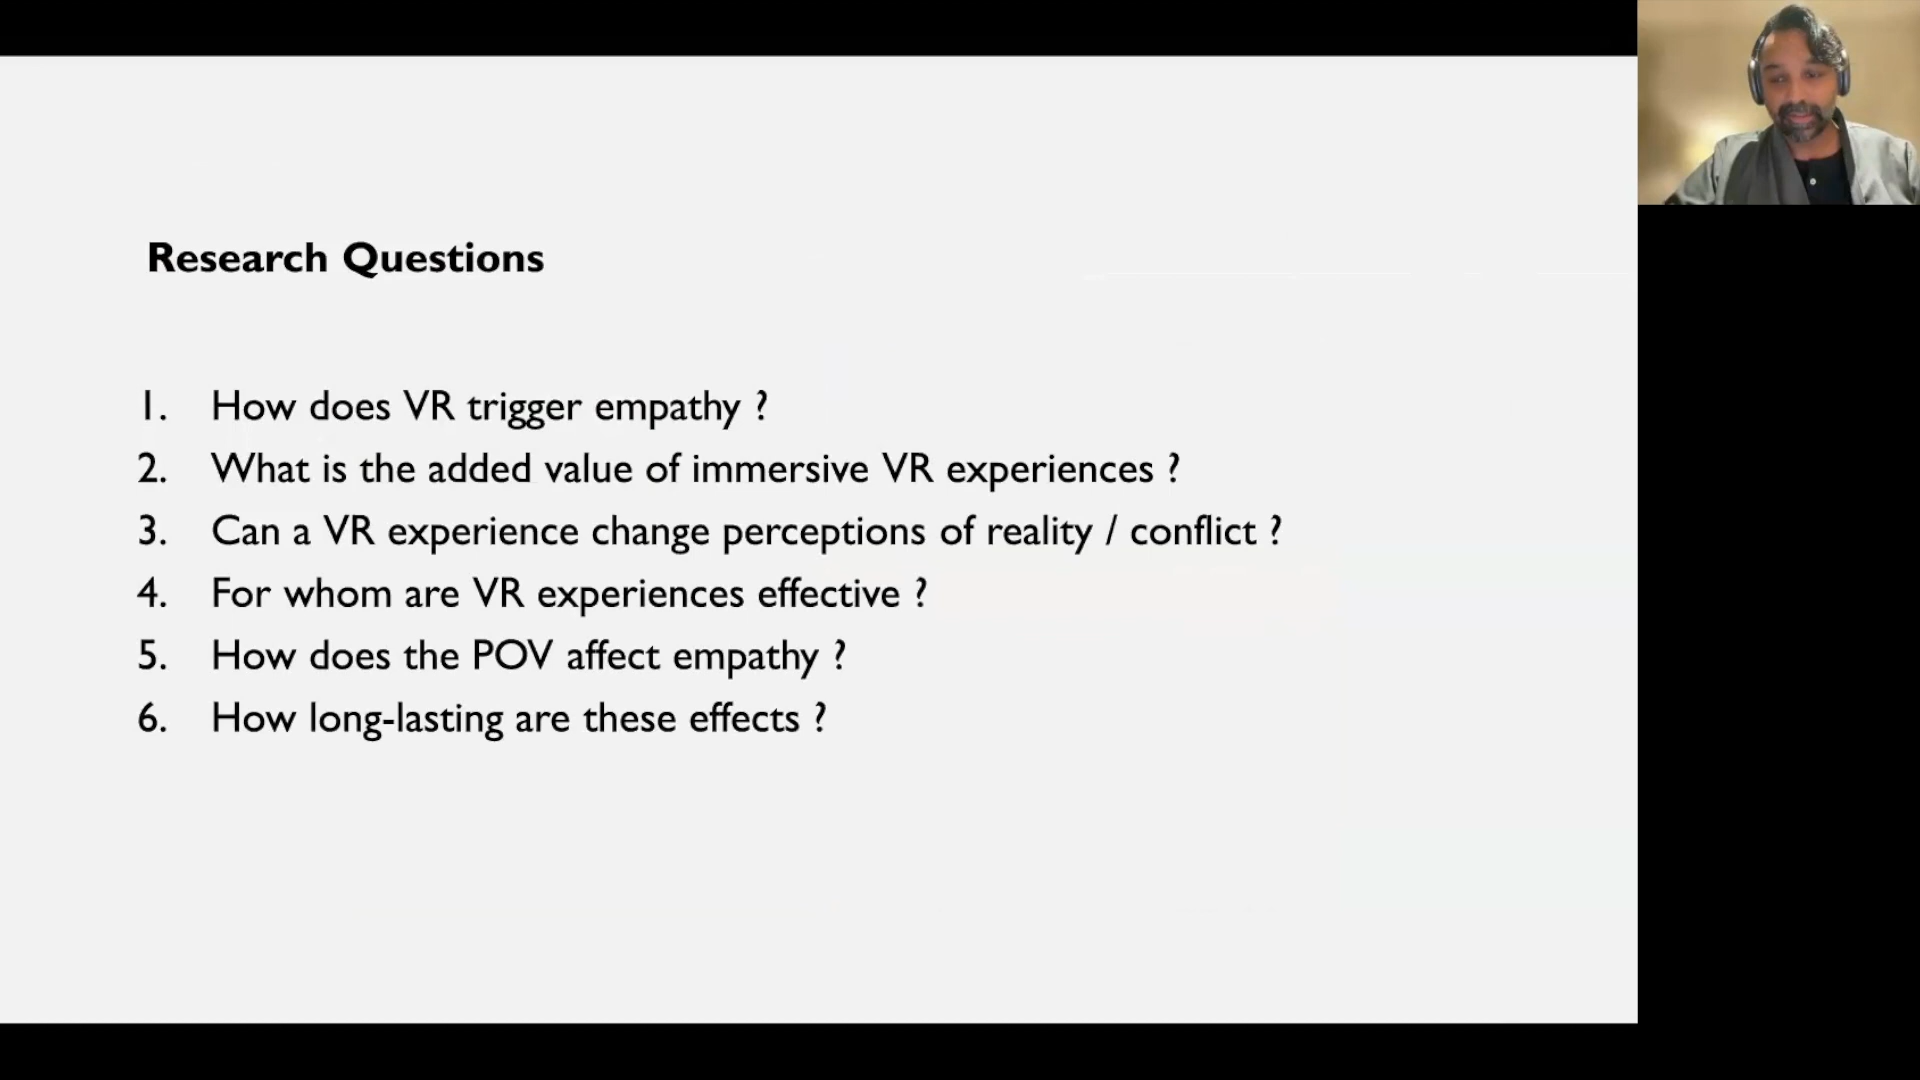 Research Questions
1. How does VR trigger empathy ?
2. What is the added value of immersive VR experiences ?
3. Can a VR experience change perceptions of reality / conflict ?
4. For whom are VR experiences effective ?
5. How does the POV affect empathy ?
6. How long-lasting are these effects ?